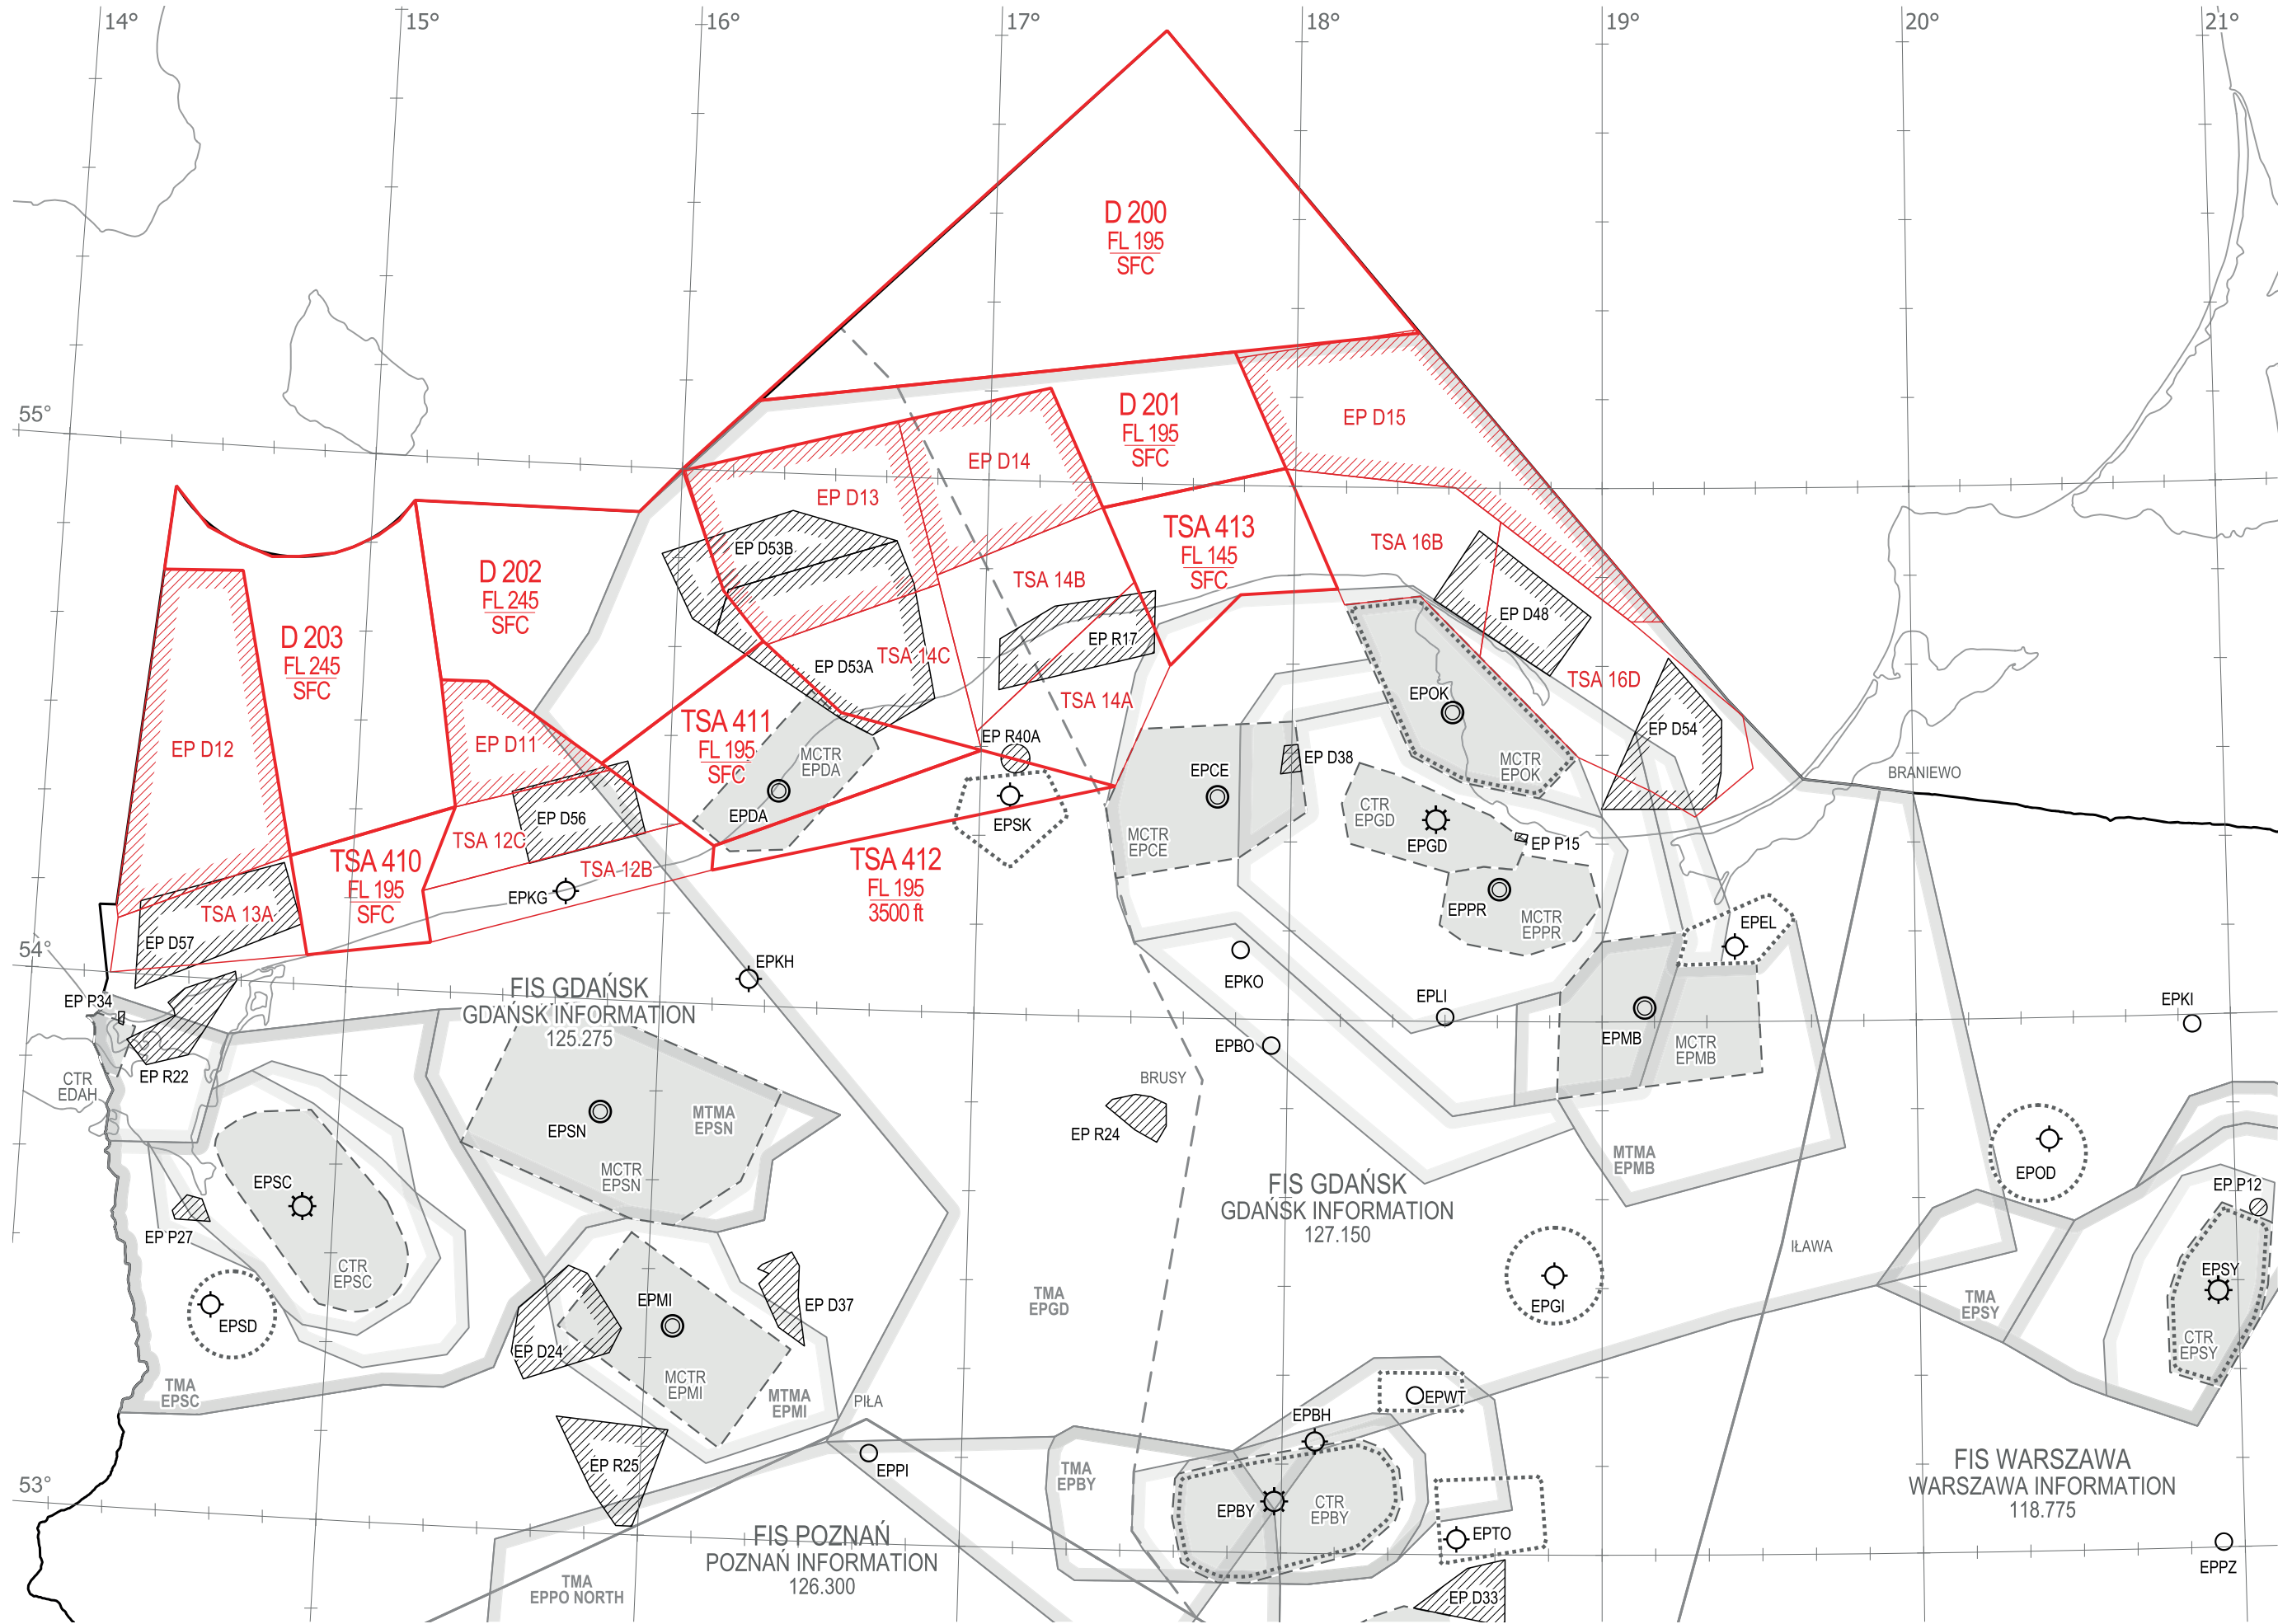 14°
15°
16°
17°
18°
19°
20°
21°
D 200
FL 195
SFC
55°
D 201
FL 195
SFC
EP D15
EP D14
EP D13
TSA 413
FL 145
SFC
TSA 16B
EP D53B
D 202
FL 245
SFC
TSA 14B
EP D48
D 203
FL 245
SFC
EP R17
TSA 14C
EP D53A
TSA 16D
EPOK
TSA 14A
TSA 411
FL 195
SFC
EP D54
EP D12
EP D11
EP R40A
MCTR
EPDA
EP D38
MCTR
EPOK
BRANIEWO
EPCE
EPDA
CTR
EPGD
EPSK
EP D56
MCTR
EPCE
EPGD
EP P15
TSA 12C
TSA 410
FL 195
SFC
TSA 412
FL 195
3500 ft
TSA 12B
EPKG
TSA 13A
EPPR
MCTR
EPPR
EPEL
EP D57
54°
EPKH
EPKO
FIS GDAŃSK
GDAŃSK INFORMATION
125.275
EP P34
EPLI
EPKI
EPMB
MCTR
EPMB
EPBO
EP R22
CTR
EDAH
BRUSY
EP R24
MTMA
EPSN
EPSN
MCTR
EPSN
MTMA
EPMB
EPOD
EPSC
FIS GDAŃSK
GDAŃSK INFORMATION
127.150
EP P12
EP P27
IŁAWA
CTR
EPSC
EPSY
TMA
EPGD
EPMI
EP D37
EPGI
TMA
EPSY
EPSD
CTR
EPSY
EP D24
MCTR
EPMI
TMA
EPSC
MTMA
EPMI
PIŁA
EPWT
EPBH
53°
EP R25
EPPI
TMA
EPBY
FIS WARSZAWA
WARSZAWA INFORMATION
118.775
EPBY
CTR
EPBY
FIS POZNAŃ
POZNAŃ INFORMATION
126.300
EPTO
EPPZ
TMA
EPPO NORTH
EP D33